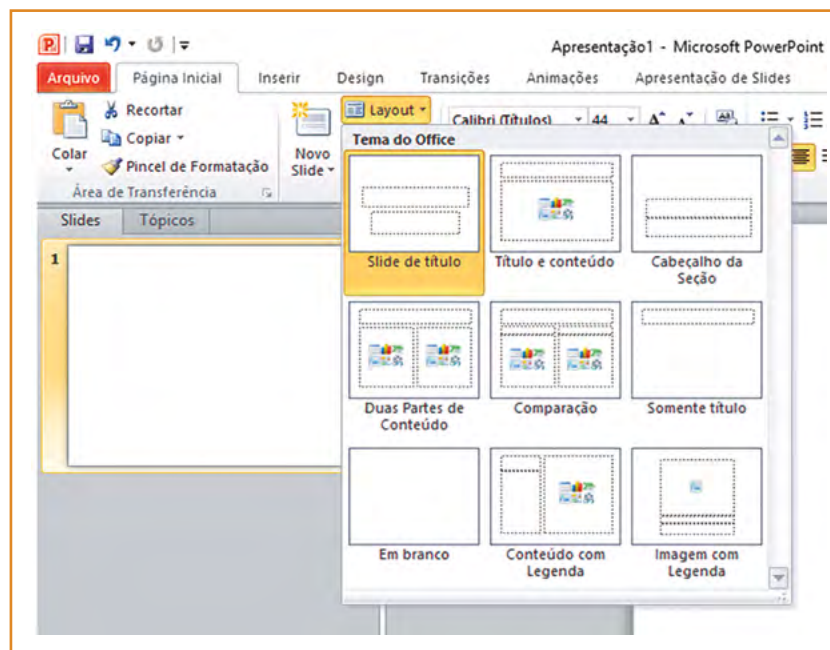 Apresentação1 - Microsoft PowerPoint
Arquivo Página Inicial Inserir Design Transições Animações Apresentação de Slides
Colar
Recortar
Copiar
Pincel de Formatação
Área de Transferência
Novo
Slide
Layout
Calibri (Títulos) 44
Slides Tópicos
1
Tema do Office
Slide de título
Título e conteúdo
Cabeçalho da
Seção
Duas Partes de
Conteúdo
Comparação
Somente título
Em branco
Conteúdo com
Legenda
Imagem com
Legenda